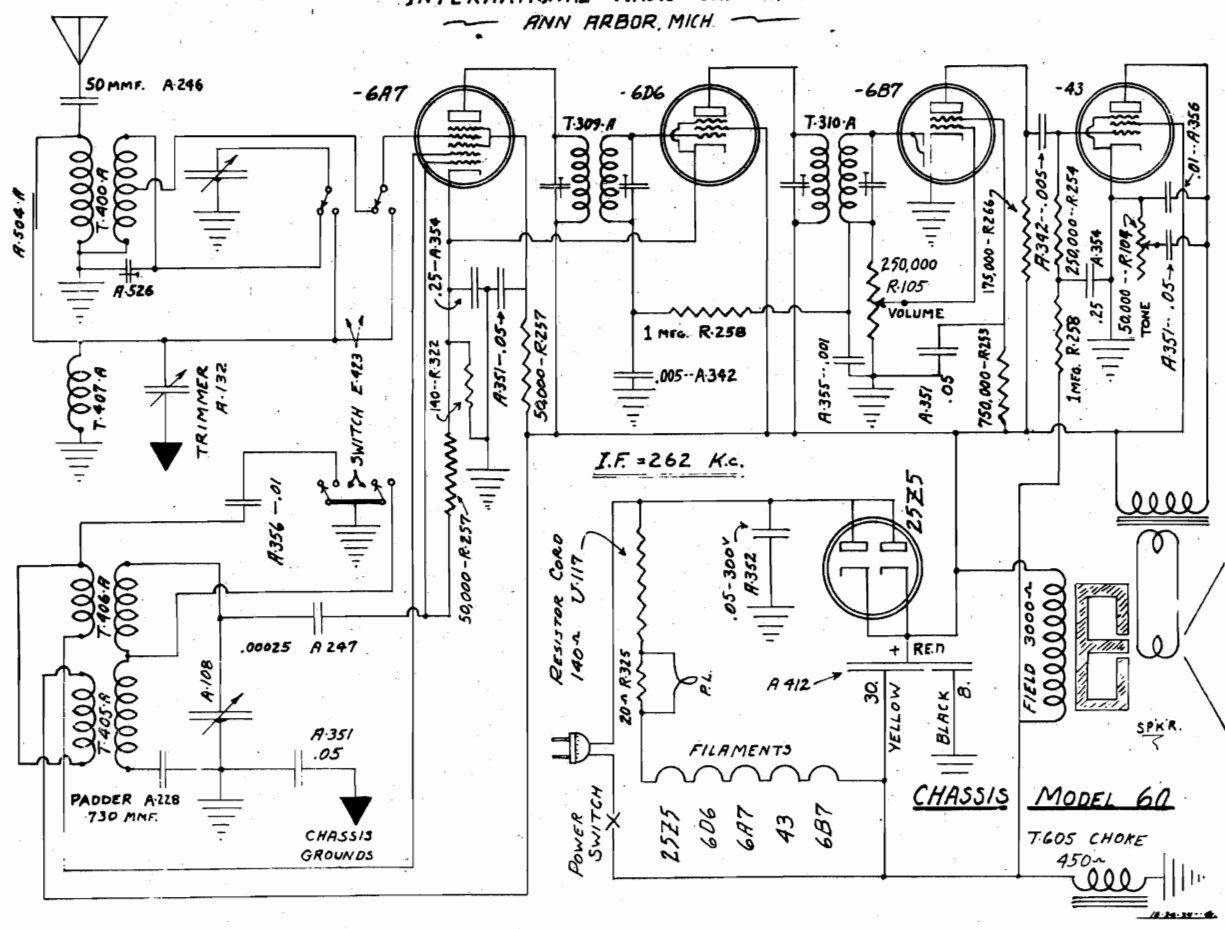 ANN ARBOR, MICH.
50 MMF. A·246
-6A7
-6D6
-6B7
-43
T·309·A
T·310·A
.01--A·356
A·504·A
T·400·A
A·526
.25--A·354
A·351-.05
50,000-R·257
140--R·322
1 MEG. R·258
.005--A·342
250,000
R·105
VOLUME
175,000-R266
A·342--.005
250,000--R·254
A·354
.25
50,000--R·104
TONE
A·351--.05
1 MEG. R·258
A·355--.001
A·351
.05
750,000-R·253
T·407·A
TRIMMER
A·132
SWITCH E·423
A·356-.01
50,000-R·257
I.F. = 262 K.c.
RESISTOR CORD
140Ω U·117
.05-300V
A·352
25Z5
T·406·A
T·405·A
.00025 A·247
A·108
20Ω R·325
P.L.
+ RED
A 412
30.
YELLOW
BLACK
8.
FIELD 3000Ω
SPK'R.
A·351
.05
PADDER A·228
730 MMF.
CHASSIS
GROUNDS
FILAMENTS
25Z5
6D6
6A7
43
6B7
POWER
SWITCH
CHASSIS MODEL 60
T·605 CHOKE
450Ω